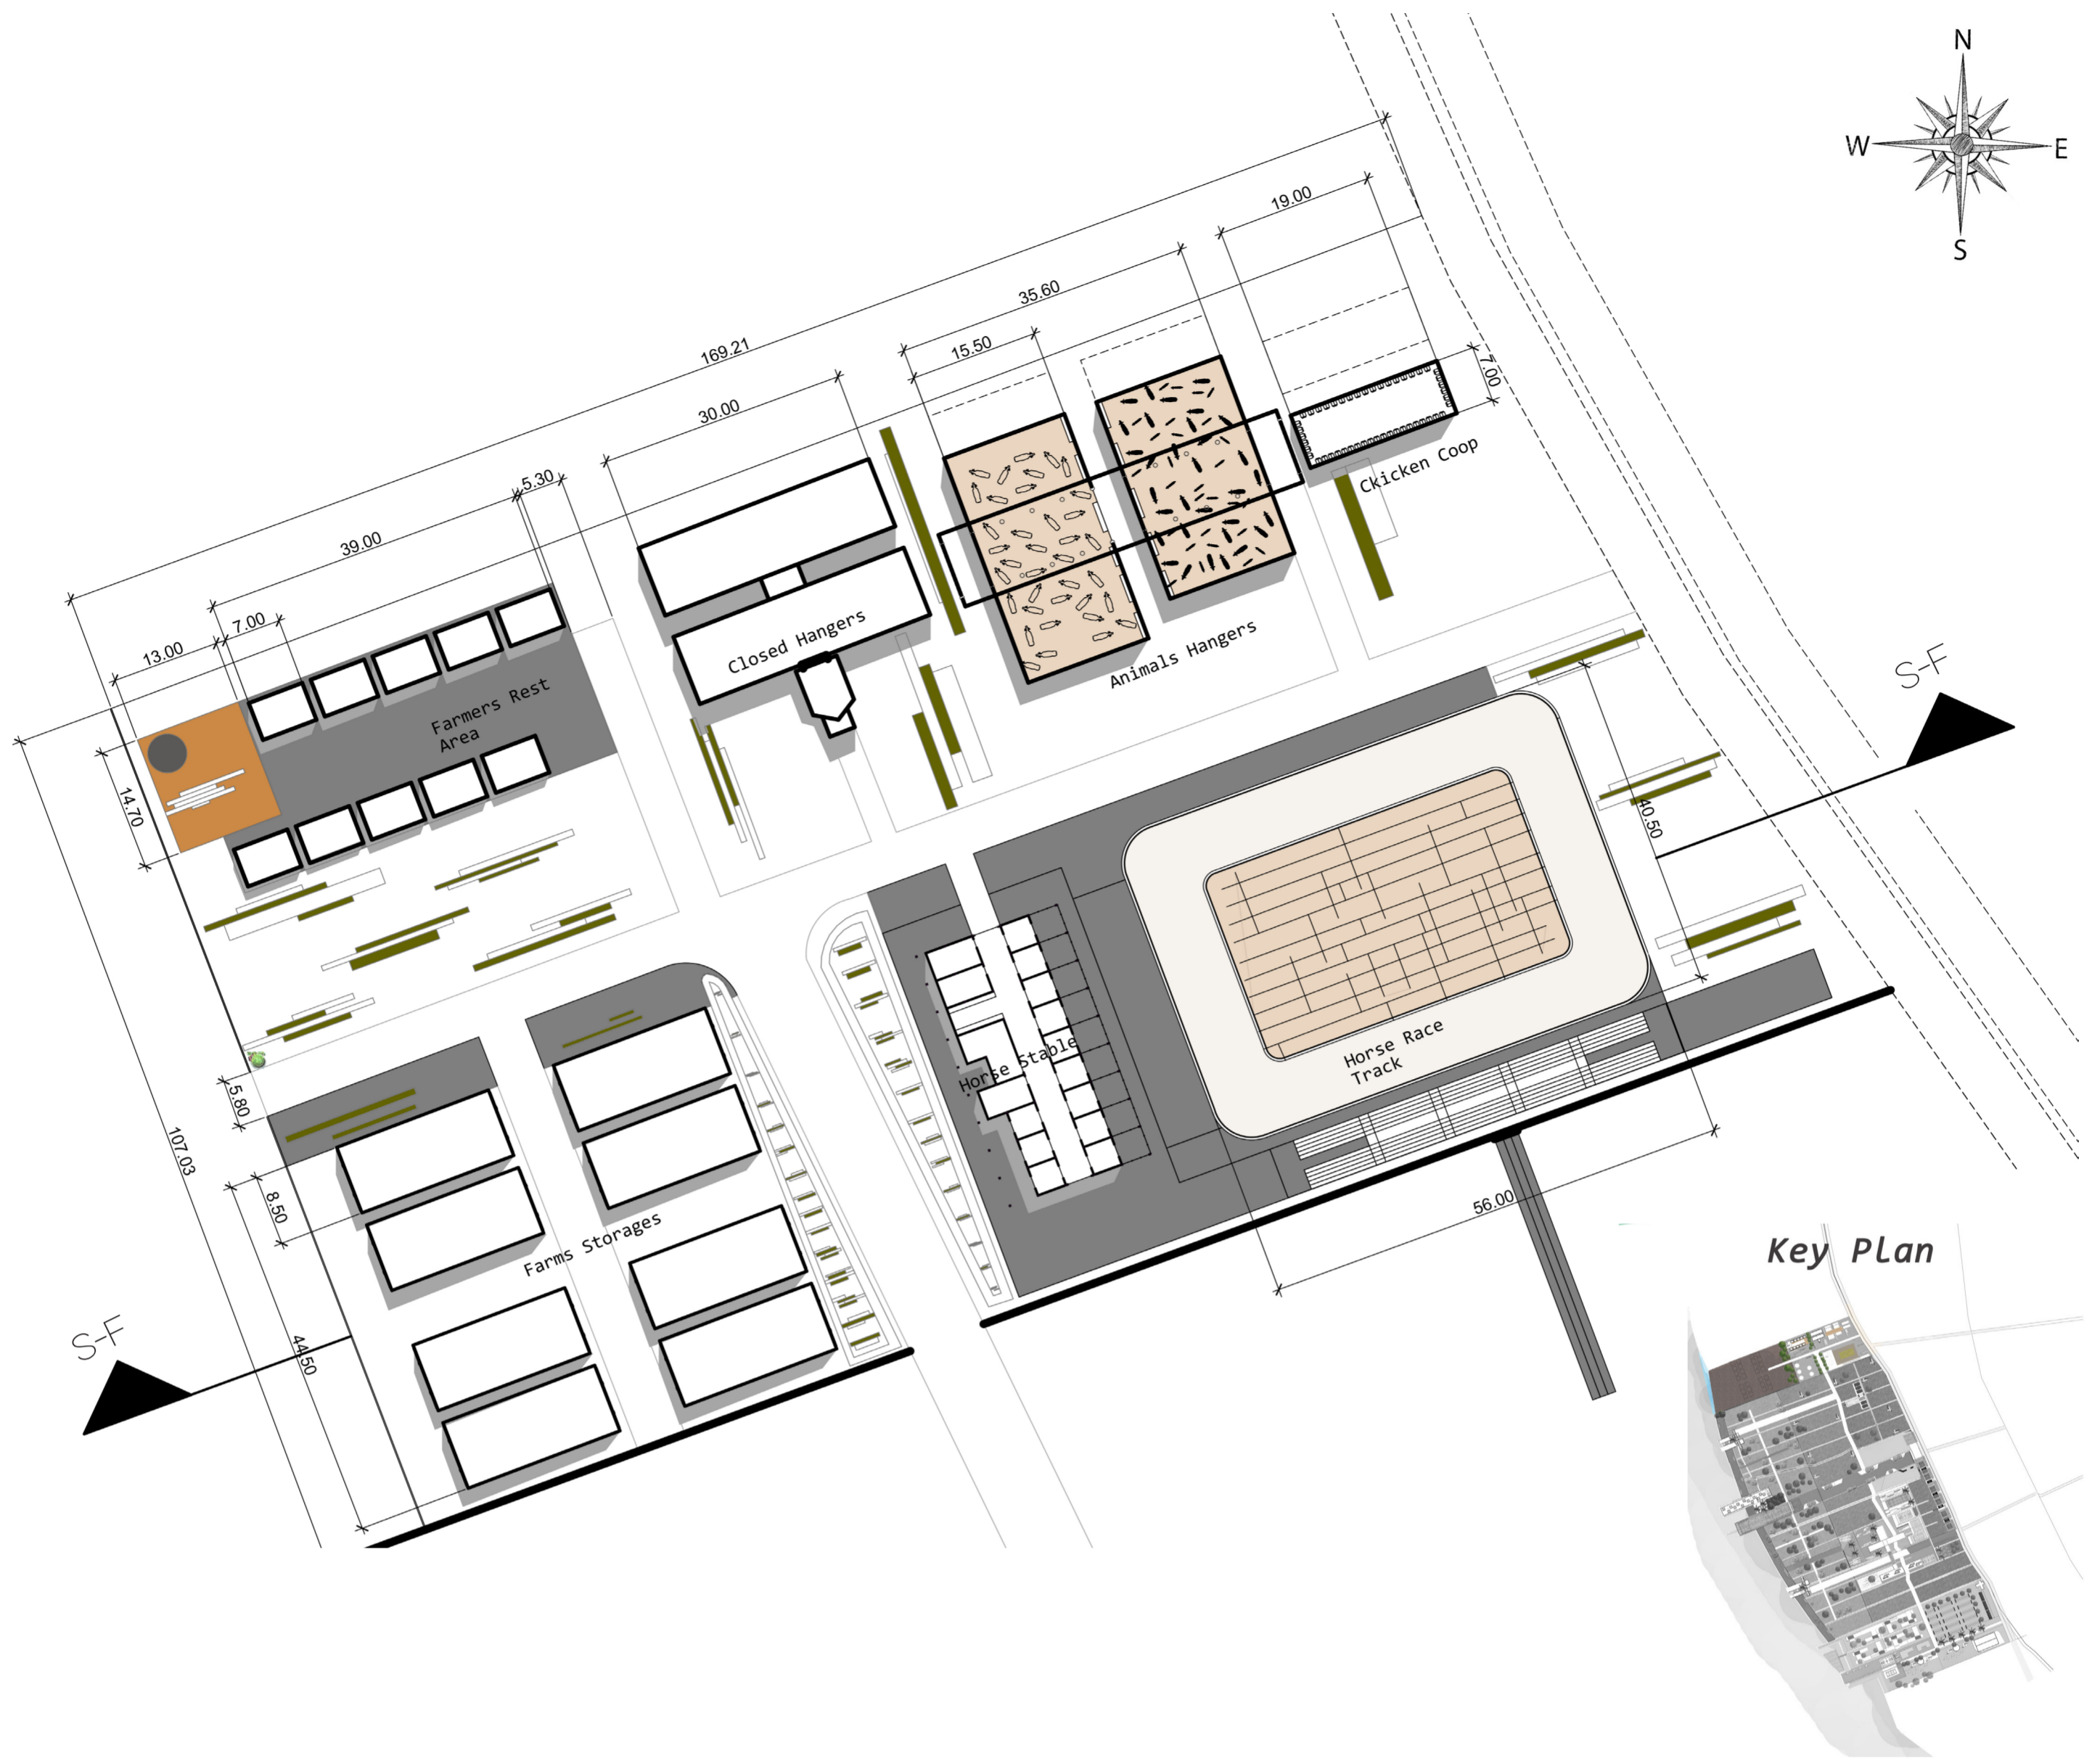 N
W
E
S
19.00
35.60
15.50
169.21
7.00
30.00
Ckicken Coop
5.30
39.00
7.00
13.00
Closed Hangers
Animals Hangers
Farmers Rest
Area
S-F
14.70
40.50
Horse Race
Track
Horse Stable
5.80
107.03
8.50
56.00
Farms Storages
Key Plan
S-F
44.50